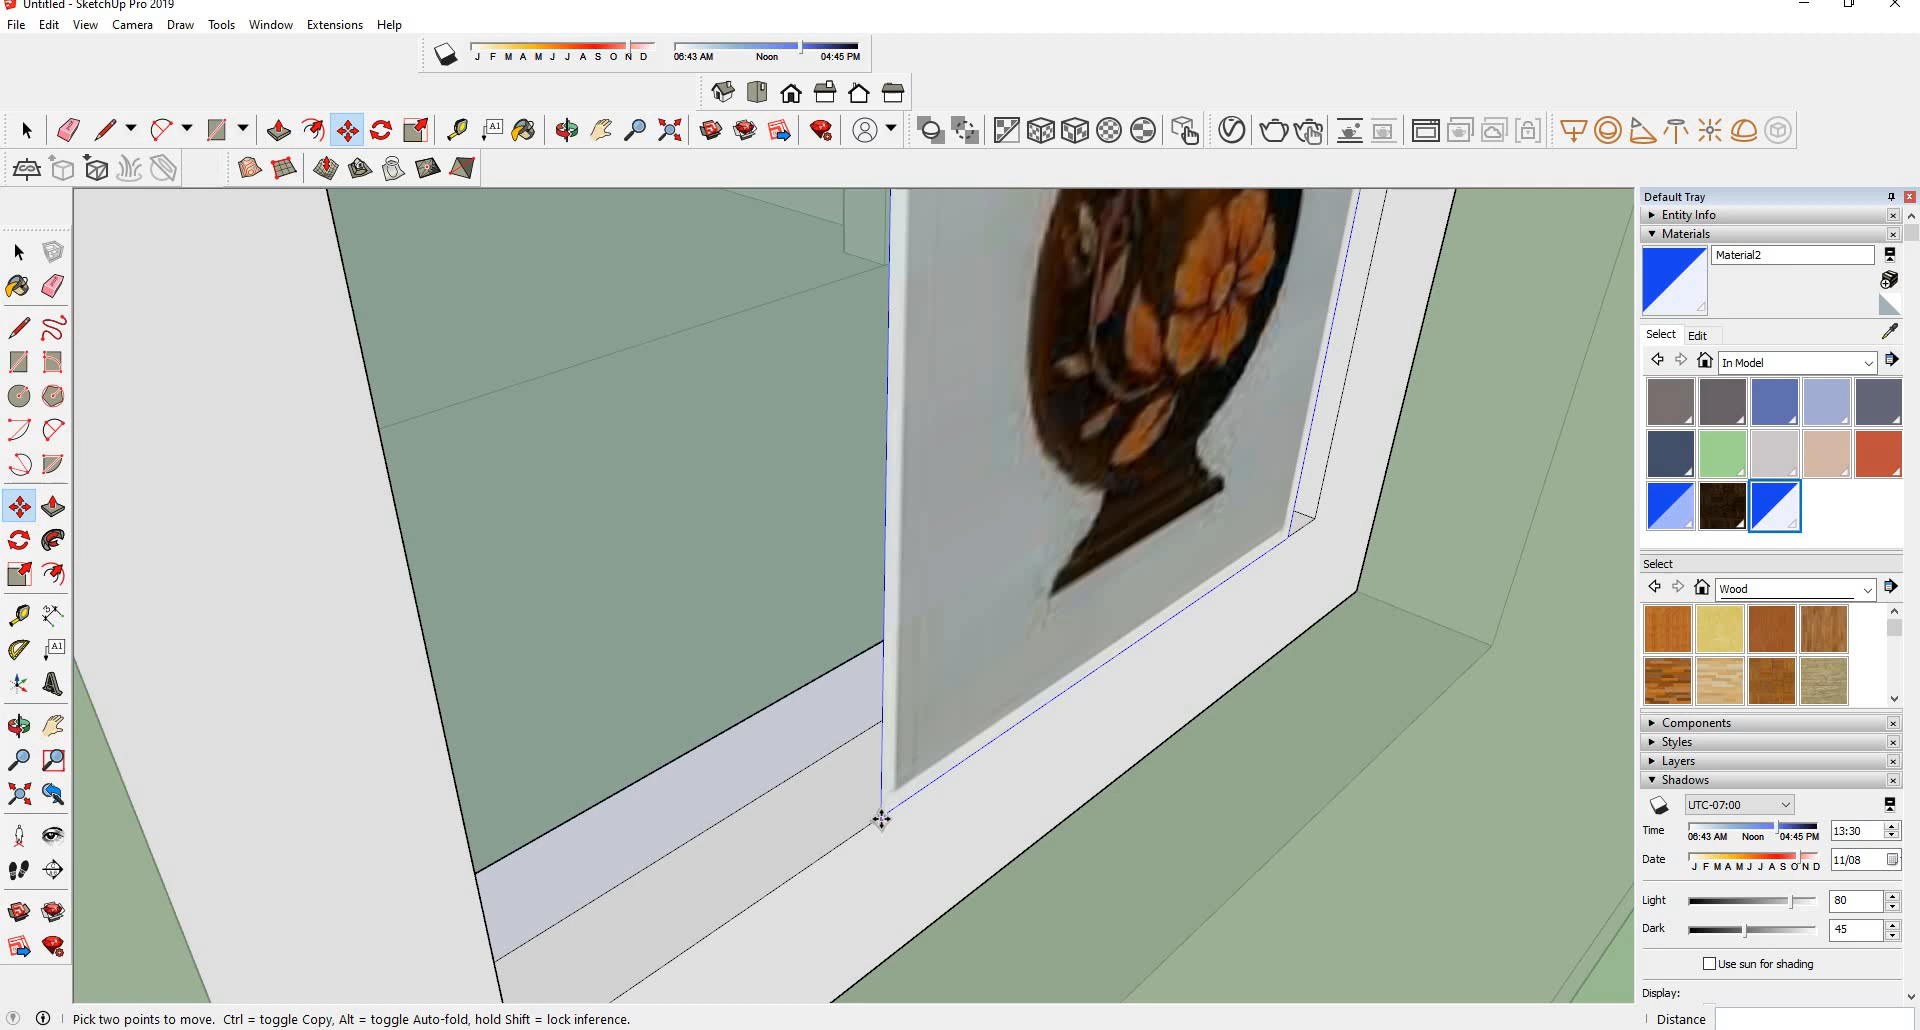 Untitled - SketchUp Pro 2019
File Edit View Camera Draw Tools Window Extensions Help
J F M A M J J A S O N D
06:43 AM Noon 04:45 PM
A1
A1
Default Tray
Entity Info
Materials
Material2
Select Edit
In Model
Select
Wood
Components
Styles
Layers
Shadows
UTC-07:00
Time 06:43 AM Noon 04:45 PM 13:30
Date J F M A M J J A S O N D 11/08
Light 80
Dark 45
Use sun for shading
Display:
Pick two points to move. Ctrl = toggle Copy, Alt = toggle Auto-fold, hold Shift = lock inference.
Distance